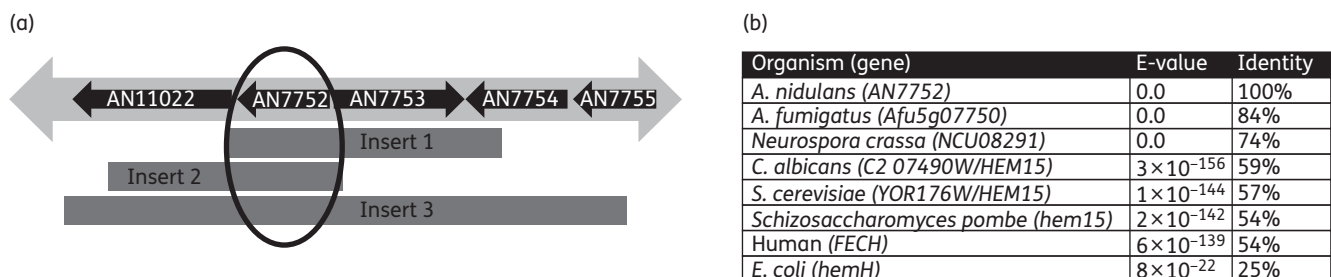 (a)
AN11022 AN7752 AN7753 AN7754 AN7755
Insert 1
Insert 2
Insert 3
(b)
Organism (gene) E-value Identity
A. nidulans (AN7752) 0.0 100%
A. fumigatus (Afu5g07750) 0.0 84%
Neurospora crassa (NCU08291) 0.0 74%
C. albicans (C2 07490W/HEM15) 3×10⁻¹⁵⁶ 59%
S. cerevisiae (YOR176W/HEM15) 1×10⁻¹⁴⁴ 57%
Schizosaccharomyces pombe (hem15) 2×10⁻¹⁴² 54%
Human (FECH) 6×10⁻¹³⁹ 54%
E. coli (hemH) 8×10⁻²² 25%